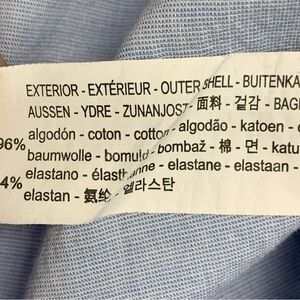 EXTERIOR - EXTÉRIEUR - OUTER SHELL - BUITENKA
AUSSEN - YDRE - ZUNANJOST - 面料 - 겉감 - BAG
algodón - coton - cotton - algodão - katoen -
96% baumwolle - bomuld - bombaž - 棉 - 면 - katu
elastano - élasthanne - elastane - elastaan -
4% elastan - 氨纶 - 엘라스탄